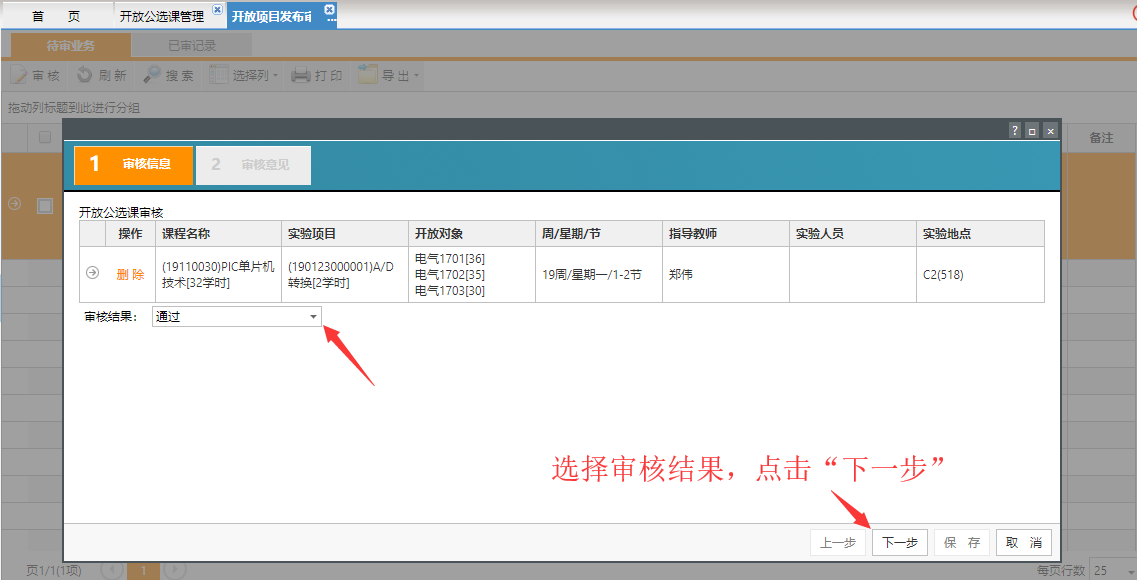 首 页
开放公选课管理
开放项目发布审
...
待审业务
已审记录
审 核
刷 新
搜 索
选择列
打 印
导 出
拖动列标题到此进行分组
备注
1 审核信息
2 审核意见
开放公选课审核
操作 课程名称 实验项目 开放对象 周/星期/节 指导教师 实验人员 实验地点
删 除
(19110030)PIC单片机
技术[32学时]
(190123000001)A/D
转换[2学时]
电气1701[36]
电气1702[35]
电气1703[30]
19周/星期一/1-2节
郑伟
C2(518)
审核结果： 通过
选择审核结果，点击“下一步”
上一步 下一步 保 存 取 消
页1/1(1项) 1 每页行数 25